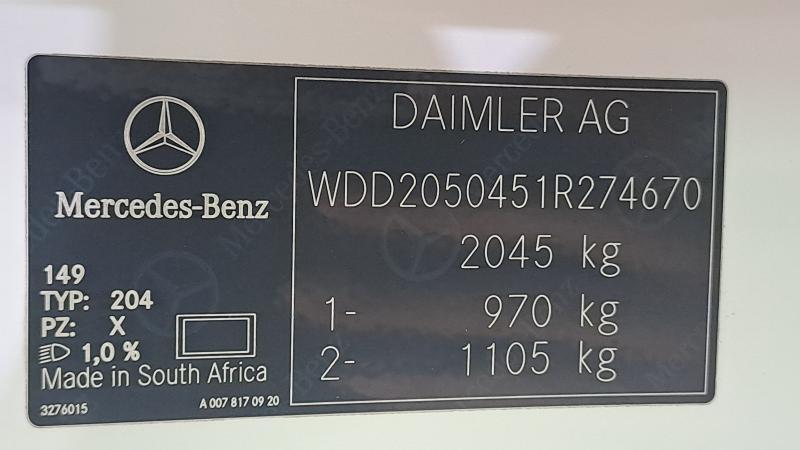 Mercedes-Benz
149
TYP: 204
PZ: X
1,0 %
Made in South Africa
3276015 A 007 817 09 20
DAIMLER AG
WDD2050451R274670
2045 kg
1- 970 kg
2- 1105 kg